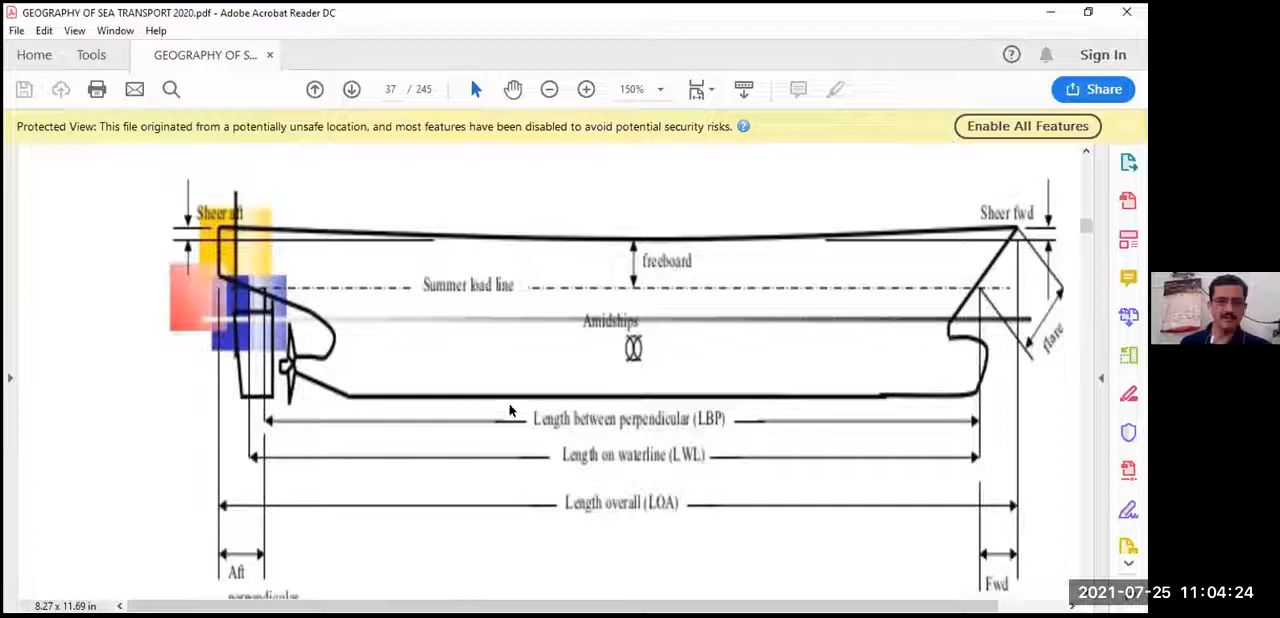 GEOGRAPHY OF SEA TRANSPORT 2020.pdf - Adobe Acrobat Reader DC
File Edit View Window Help
Home Tools GEOGRAPHY OF S... ×
Sign In
37 / 245
150%
Share
Protected View: This file originated from a potentially unsafe location, and most features have been disabled to avoid potential security risks.
Enable All Features
Sheer aft
Sheer fwd
freeboard
Summer load line
Amidships
flare
Length between perpendicular (LBP)
Length on waterline (LWL)
Length overall (LOA)
Aft
perpendicular
Fwd
8.27 x 11.69 in
2021-07-25 11:04:24